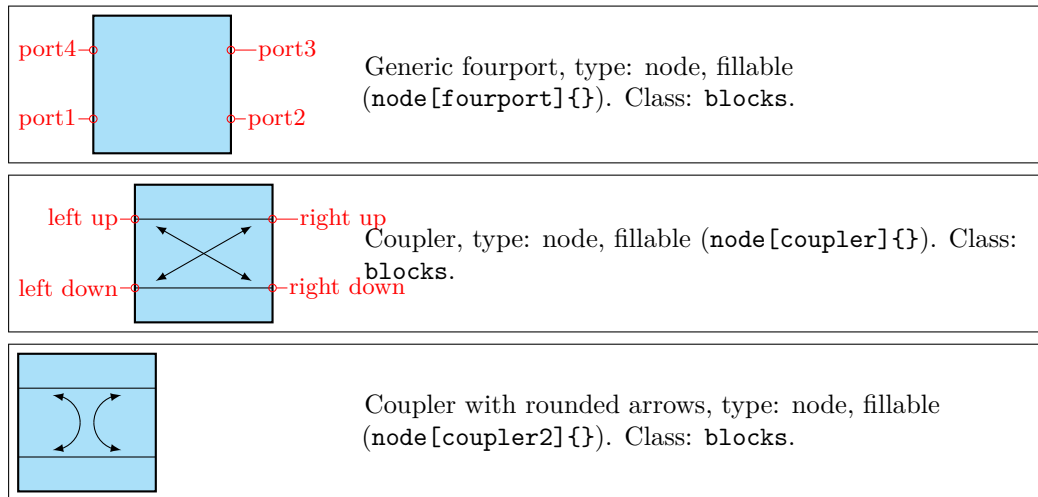 port4
port3
port1
port2
Generic fourport, type: node, fillable
(node[fourport]{}). Class: blocks.
left up
right up
left down
right down
Coupler, type: node, fillable (node[coupler]{}). Class:
blocks.
Coupler with rounded arrows, type: node, fillable
(node[coupler2]{}). Class: blocks.